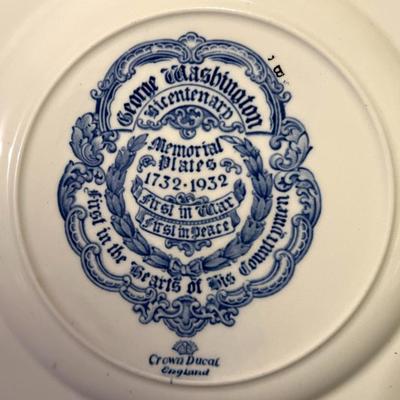 George Washington
Bicentenary
Memorial
Plates
1732 · 1932
First in War
First in Peace
First in the Hearts of His Countrymen
Crown Ducal
England